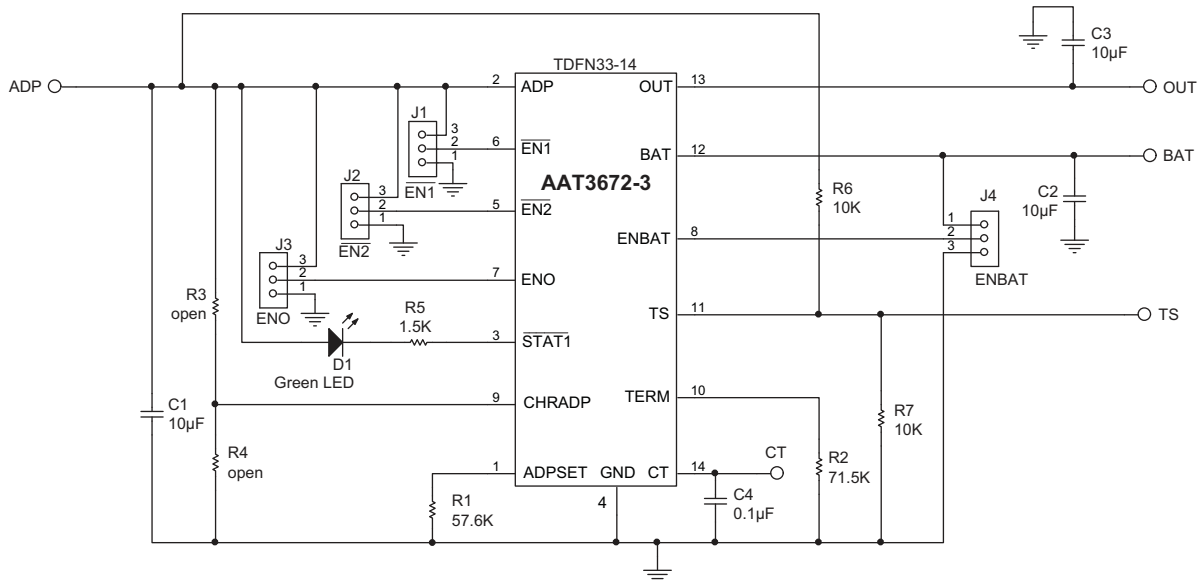 C3
10µF
TDFN33-14
ADP
2
ADP
OUT
13
OUT
J1
3
2
1
6
EN1
BAT
12
BAT
EN1
AAT3672-3
J2
3
2
1
5
EN2
R6
10K
J4
C2
10µF
1
2
3
EN2
ENBAT
8
J3
3
2
1
7
ENO
ENBAT
R3
open
ENO
R5
1.5K
TS
11
TS
3
STAT1
D1
Green LED
TERM
10
C1
10µF
9
CHRADP
R7
10K
R4
open
CT
R2
71.5K
1
ADPSET
GND
CT
14
R1
57.6K
4
C4
0.1µF